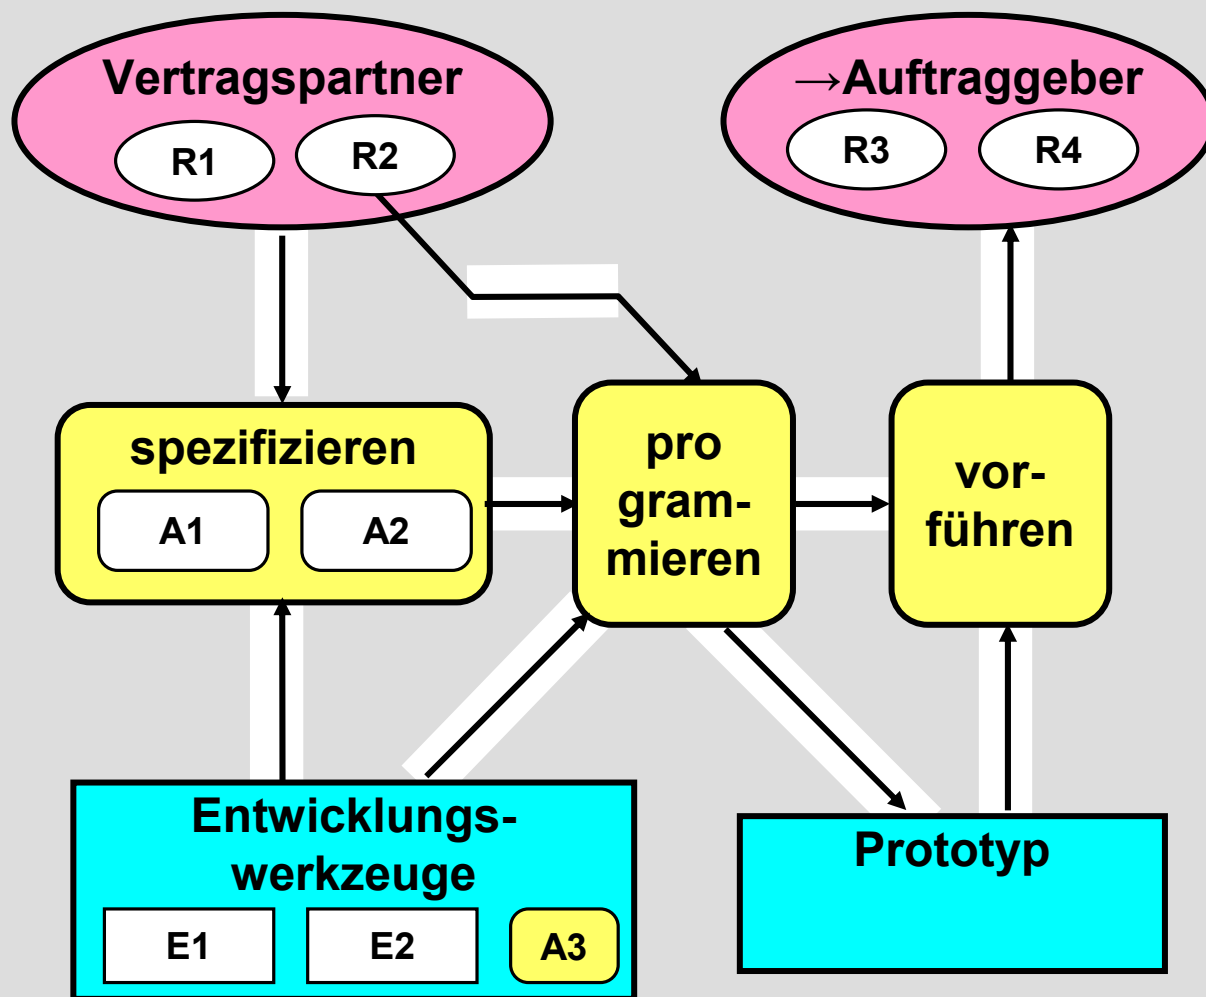 Vertragspartner
R1
R2
→Auftraggeber
R3
R4
spezifizieren
A1
A2
pro
gram-
mieren
vor-
führen
Entwicklungs-
werkzeuge
E1
E2
A3
Prototyp